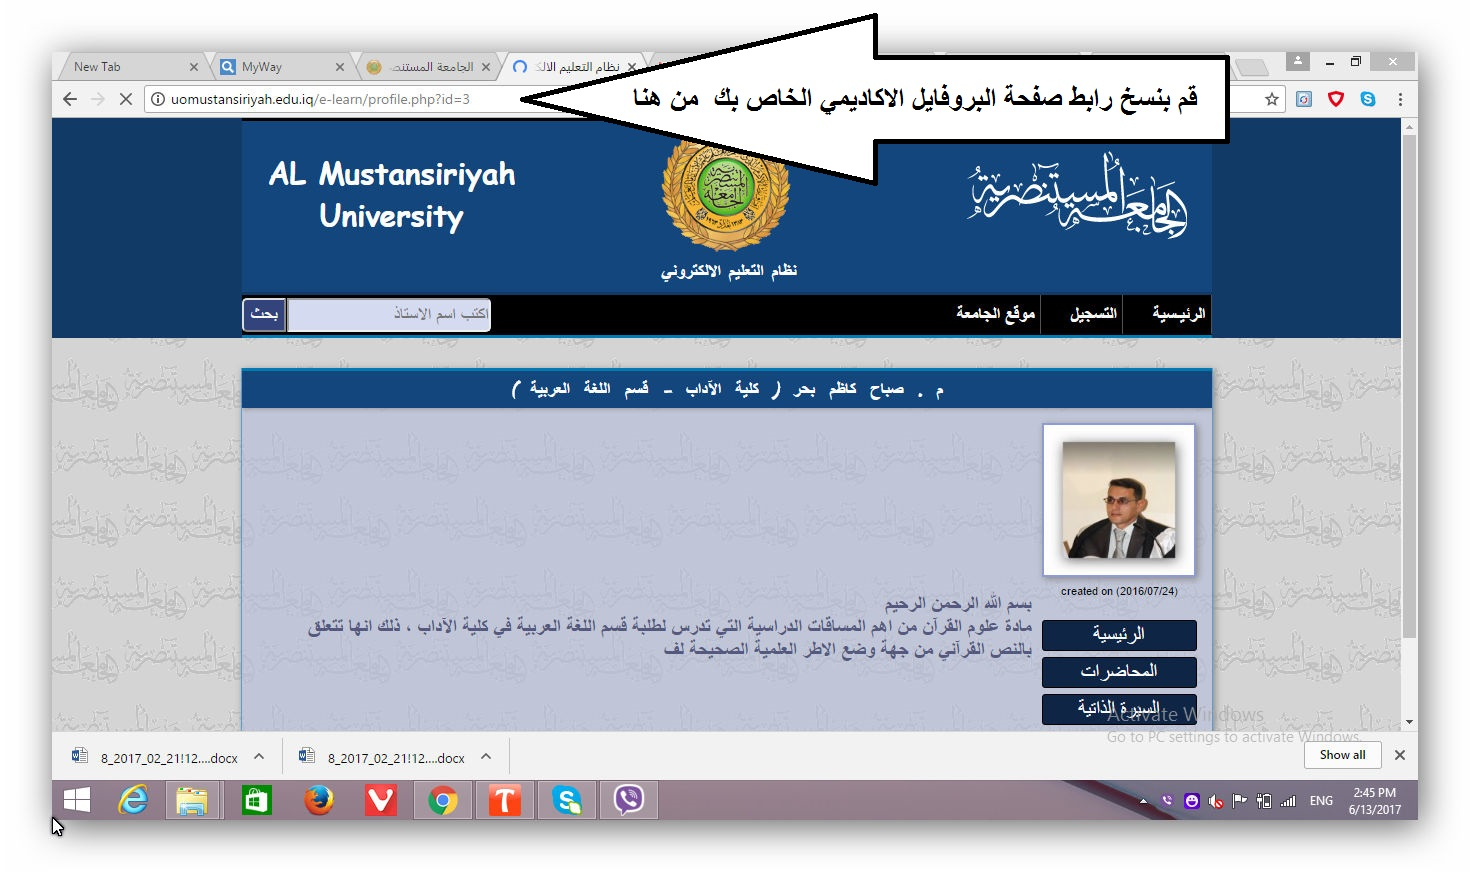 New Tab
MyWay
الجامعة المستنص
نظام التعليم الالك
uomustansiriyah.edu.iq/e-learn/profile.php?id=3
قم بنسخ رابط صفحة البروفايل الاكاديمي الخاص بك من هنا
AL Mustansiriyah
University
الجامعة المستنصرية
نظام التعليم الالكتروني
الرئيسية
التسجيل
موقع الجامعة
اكتب اسم الاستاذ
بحث
م . صباح كاظم بحر ( كلية الآداب - قسم اللغة العربية )
created on (2016/07/24)
بسم الله الرحمن الرحيم
مادة علوم القرآن من اهم المساقات الدراسية التي تدرس لطلبة قسم اللغة العربية في كلية الآداب ، ذلك انها تتعلق
بالنص القرآني من جهة وضع الاطر العلمية الصحيحة لف
الرئيسية
المحاضرات
السيرة الذاتية
Activate Windows
Go to PC settings to activate Windows.
8_2017_02_21!12....docx
8_2017_02_21!12....docx
Show all
ENG
2:45 PM
6/13/2017